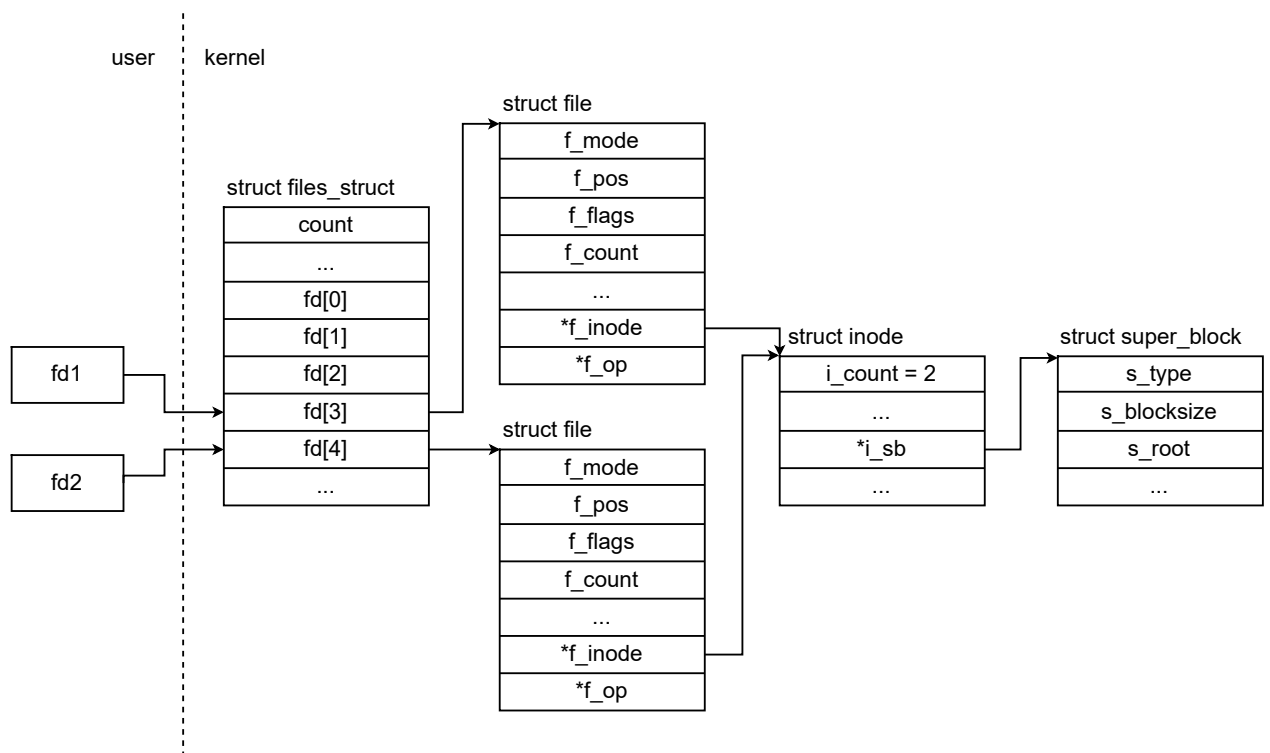 user
kernel
struct files_struct
count
...
fd[0]
fd[1]
fd[2]
fd[3]
fd[4]
...
fd1
fd2
struct file
f_mode
f_pos
f_flags
f_count
...
*f_inode
*f_op
struct file
f_mode
f_pos
f_flags
f_count
...
*f_inode
*f_op
struct inode
i_count = 2
...
*i_sb
...
struct super_block
s_type
s_blocksize
s_root
...